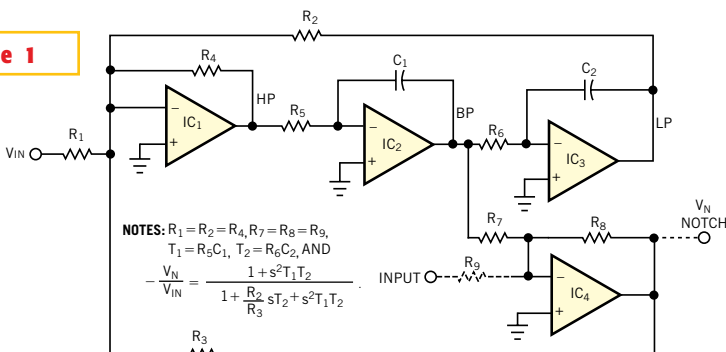 e 1
R2
R4
HP
IC1
R1
VIN
R5
C1
IC2
BP
R6
C2
IC3
LP
VN
NOTCH
R7
R8
INPUT
R9
IC4
NOTES: R1=R2=R4, R7=R8=R9,
T1=R5C1, T2=R6C2, AND
− VN/VIN = (1+s²T1T2)/(1+ R2/R3 sT2+s²T1T2) .
R3
− + − + − + − +